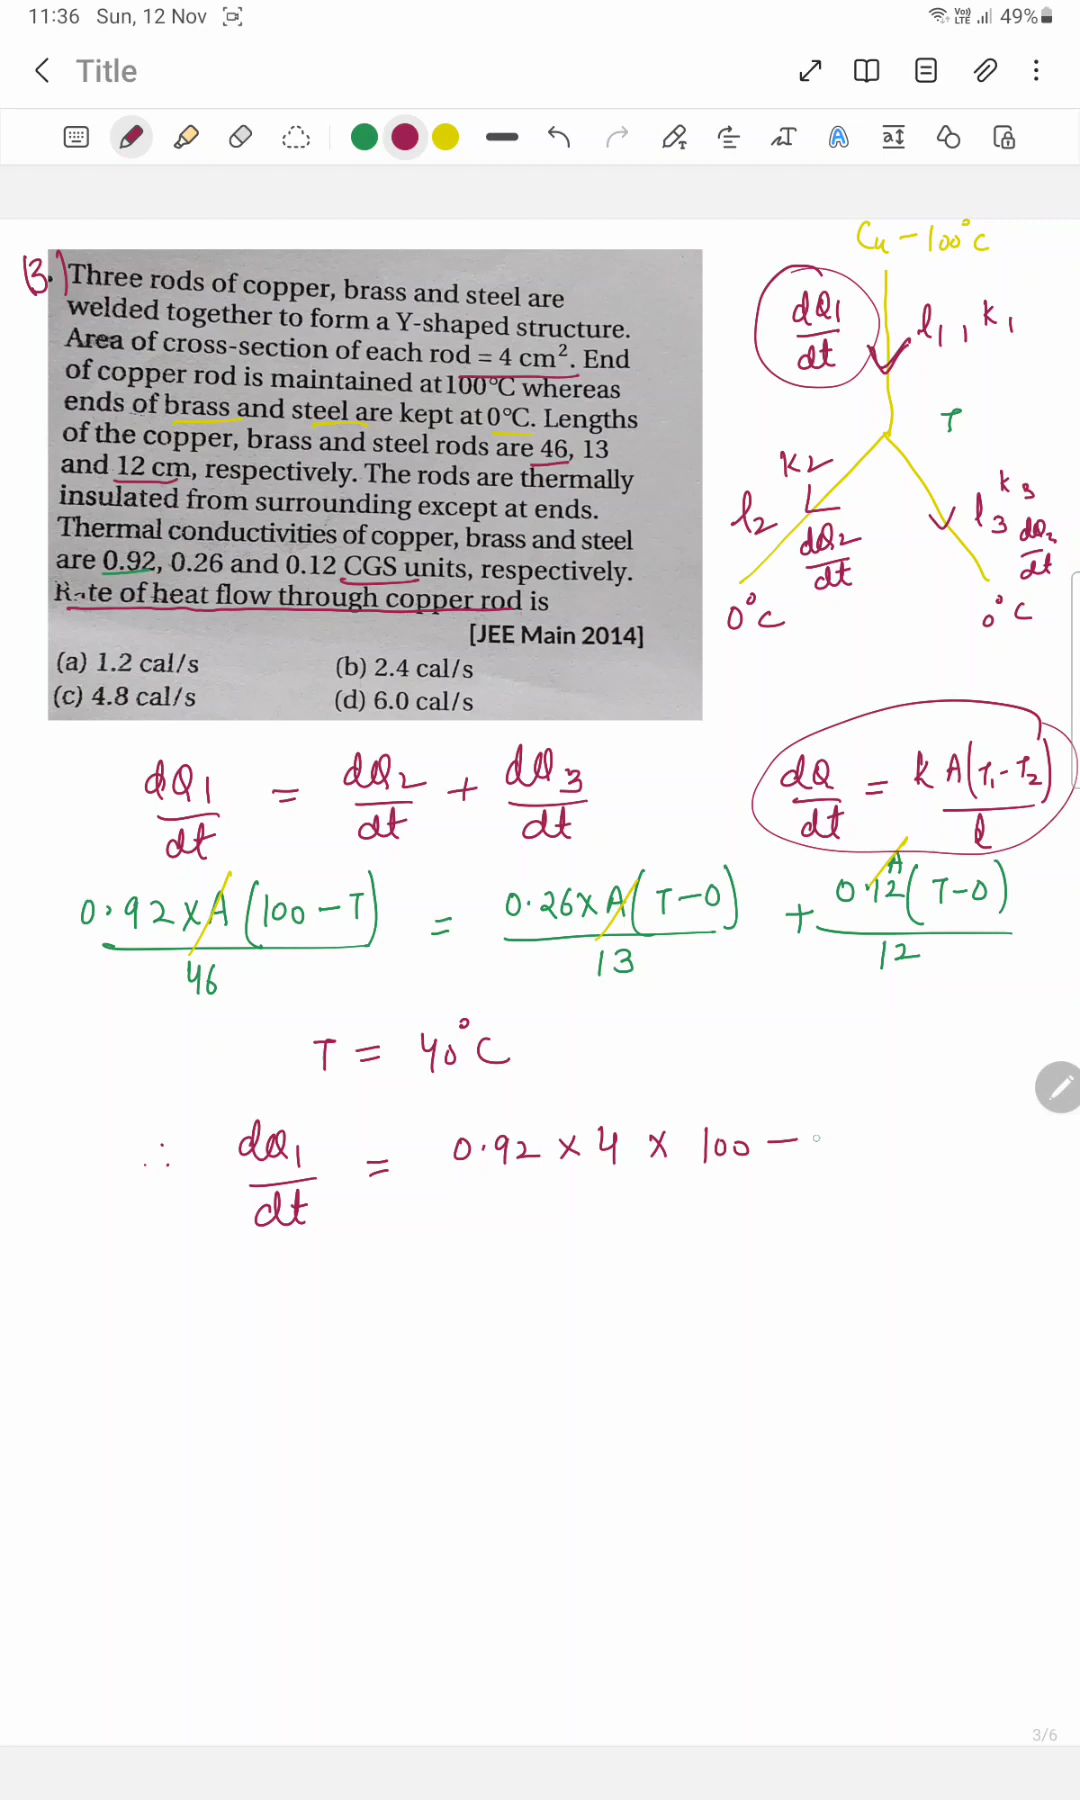 11:36 Sun, 12 Nov
Vo)) LTE 49%
Title
13.) Three rods of copper, brass and steel are
welded together to form a Y-shaped structure.
Area of cross-section of each rod = 4 cm². End
of copper rod is maintained at 100°C whereas
ends of brass and steel are kept at 0°C. Lengths
of the copper, brass and steel rods are 46, 13
and 12 cm, respectively. The rods are thermally
insulated from surrounding except at ends.
Thermal conductivities of copper, brass and steel
are 0.92, 0.26 and 0.12 CGS units, respectively.
Rate of heat flow through copper rod is
[JEE Main 2014]
(a) 1.2 cal/s (b) 2.4 cal/s
(c) 4.8 cal/s (d) 6.0 cal/s
Cu - 100°C
dQ1/dt l1, K1
T
K2
l2 dQ2/dt
K3
l3 dQ3/dt
0°C 0°C
dQ1/dt = dQ2/dt + dQ3/dt
dQ/dt = k A(T1-T2)/l
0.92 x A (100 - T)/46 = 0.26 x A (T-0)/13 + 0.12 A (T-0)/12
T = 40°C
∴ dQ1/dt = 0.92 x 4 x 100 -
3/6